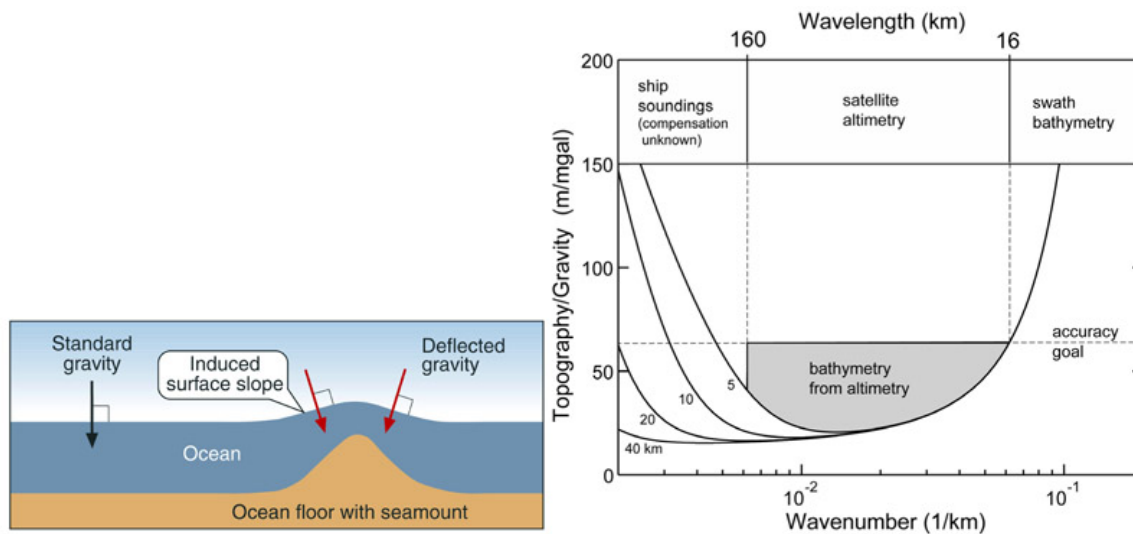 Standard
gravity
Induced
surface slope
Deflected
gravity
Ocean
Ocean floor with seamount
Wavelength (km)
160
16
200
150
100
50
0
Topography/Gravity (m/mgal)
ship
soundings
(compensation
unknown)
satellite
altimetry
swath
bathymetry
accuracy
goal
bathymetry
from altimetry
5
10
20
40 km
10⁻²
10⁻¹
Wavenumber (1/km)